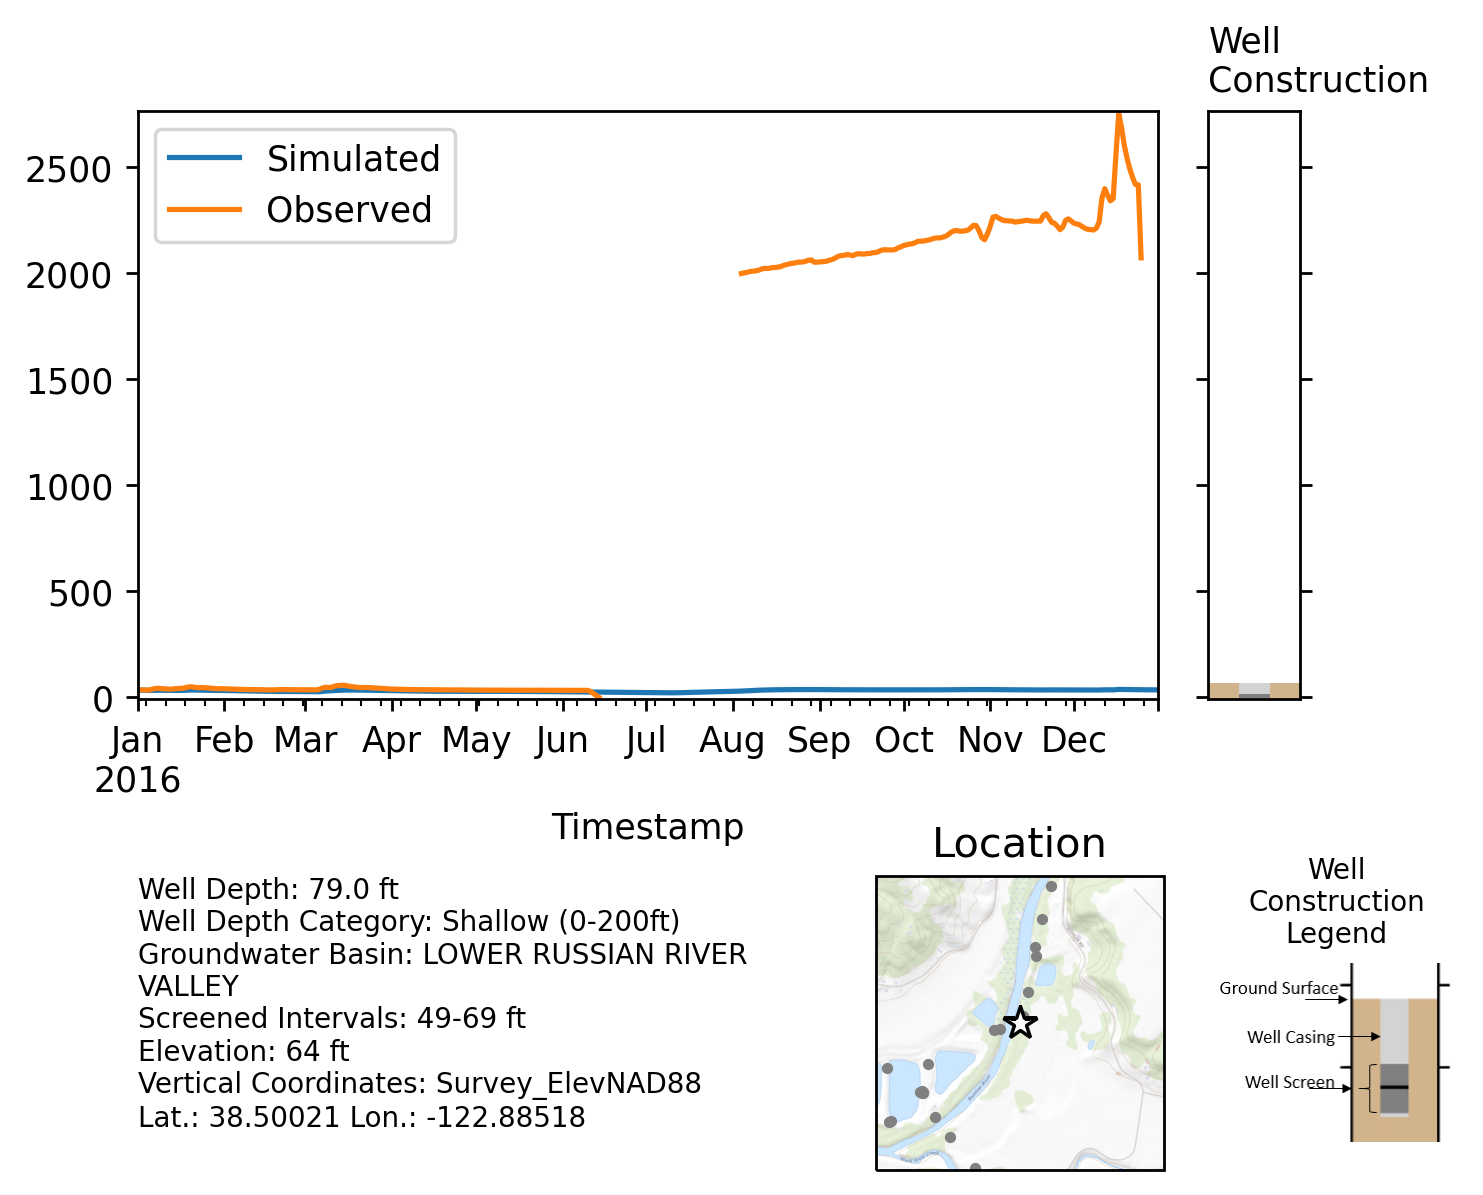 Well
Construction
Simulated
Observed
2500
2000
1500
1000
500
0
Jan Feb Mar Apr May Jun Jul Aug Sep Oct Nov Dec
2016
Timestamp
Well Depth: 79.0 ft
Well Depth Category: Shallow (0-200ft)
Groundwater Basin: LOWER RUSSIAN RIVER
VALLEY
Screened Intervals: 49-69 ft
Elevation: 64 ft
Vertical Coordinates: Survey_ElevNAD88
Lat.: 38.50021 Lon.: -122.88518
Location
Well
Construction
Legend
Ground Surface
Well Casing
Well Screen